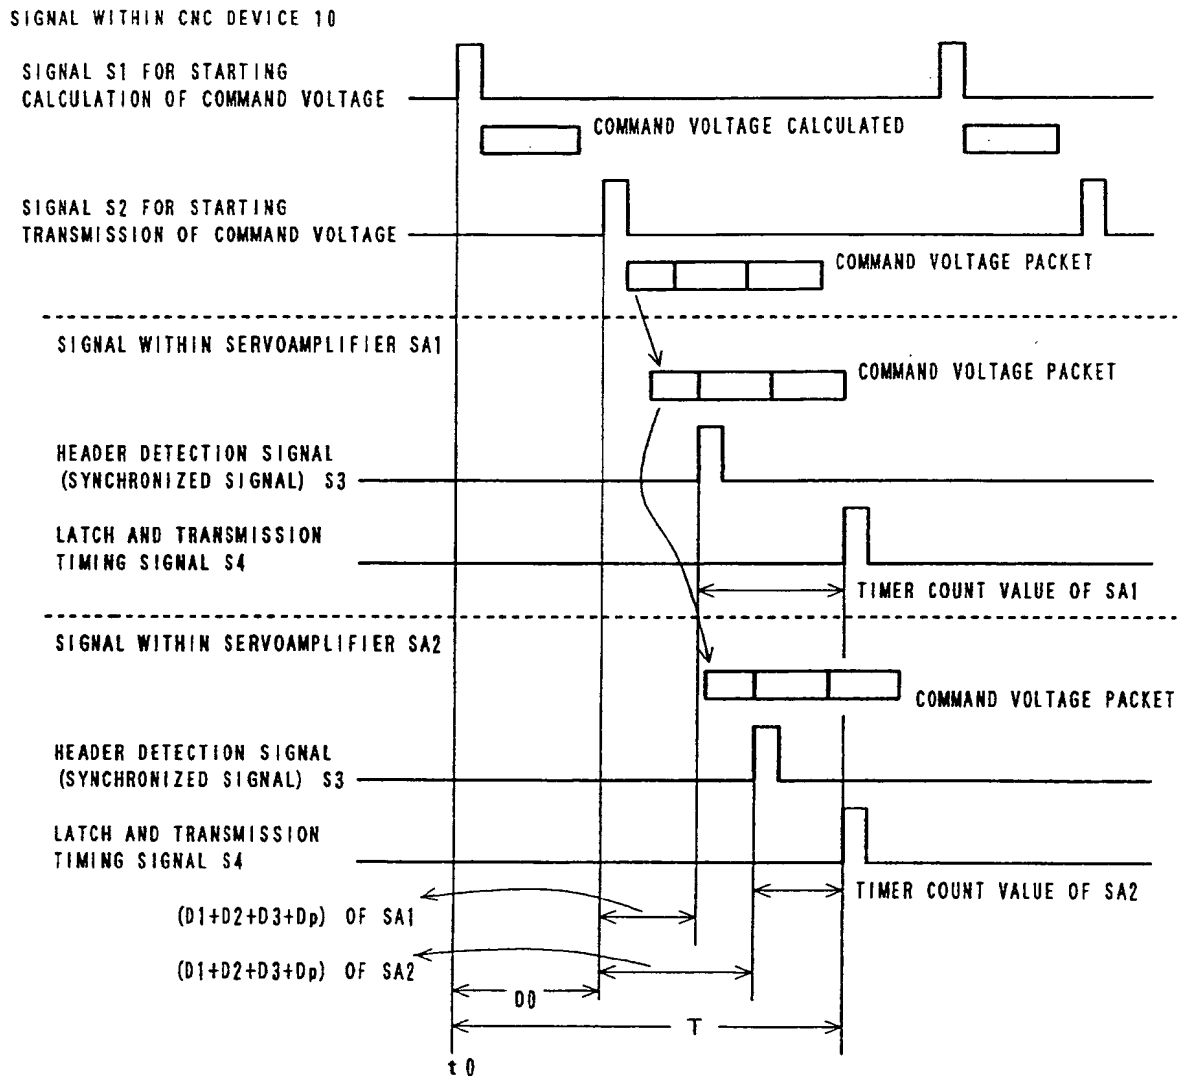 SIGNAL WITHIN CNC DEVICE 10
SIGNAL S1 FOR STARTING
CALCULATION OF COMMAND VOLTAGE
COMMAND VOLTAGE CALCULATED
SIGNAL S2 FOR STARTING
TRANSMISSION OF COMMAND VOLTAGE
COMMAND VOLTAGE PACKET
SIGNAL WITHIN SERVOAMPLIFIER SA1
COMMAND VOLTAGE PACKET
HEADER DETECTION SIGNAL
(SYNCHRONIZED SIGNAL) S3
LATCH AND TRANSMISSION
TIMING SIGNAL S4
TIMER COUNT VALUE OF SA1
SIGNAL WITHIN SERVOAMPLIFIER SA2
COMMAND VOLTAGE PACKET
HEADER DETECTION SIGNAL
(SYNCHRONIZED SIGNAL) S3
LATCH AND TRANSMISSION
TIMING SIGNAL S4
TIMER COUNT VALUE OF SA2
(D1+D2+D3+Dp) OF SA1
(D1+D2+D3+Dp) OF SA2
D0
T
t0